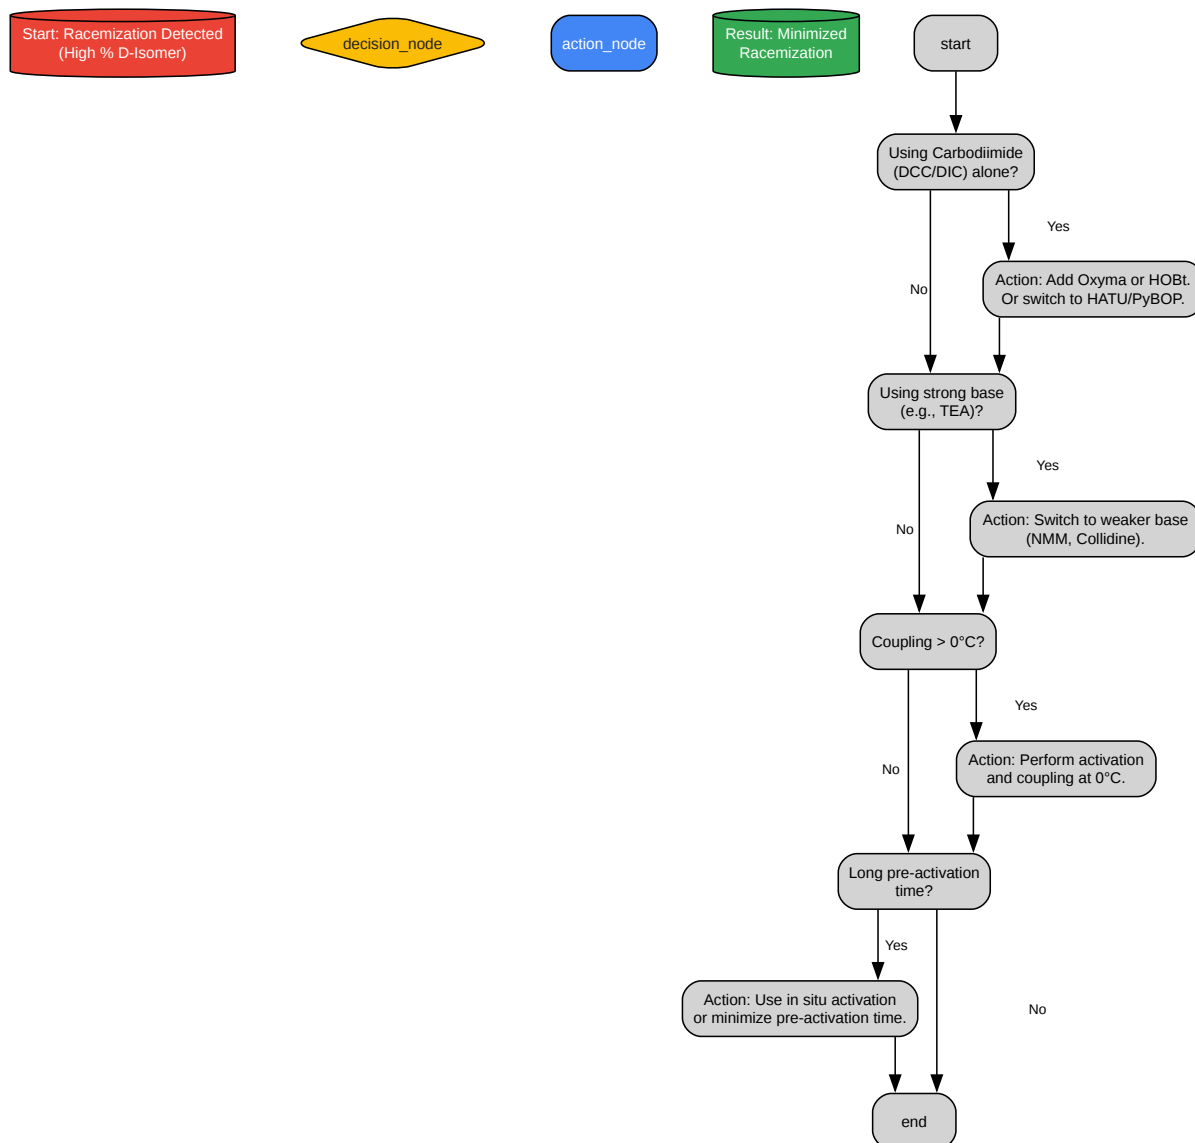 Start: Racemization Detected
(High % D-Isomer)
decision_node
action_node
Result: Minimized
Racemization
start
Using Carbodiimide
(DCC/DIC) alone?
Yes
Action: Add Oxyma or HOBt.
Or switch to HATU/PyBOP.
No
Using strong base
(e.g., TEA)?
Yes
Action: Switch to weaker base
(NMM, Collidine).
No
Coupling > 0°C?
Yes
Action: Perform activation
and coupling at 0°C.
No
Long pre-activation
time?
Yes
Action: Use in situ activation
or minimize pre-activation time.
No
end